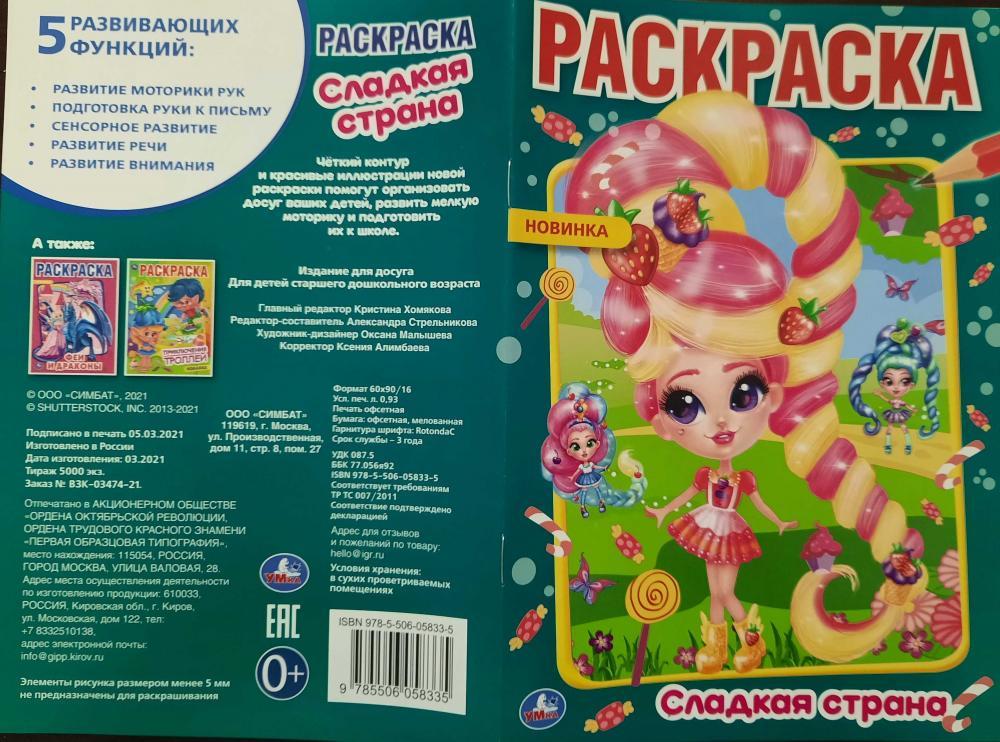 5 РАЗВИВАЮЩИХ
ФУНКЦИЙ:
• РАЗВИТИЕ МОТОРИКИ РУК
• ПОДГОТОВКА РУКИ К ПИСЬМУ
• СЕНСОРНОЕ РАЗВИТИЕ
• РАЗВИТИЕ РЕЧИ
• РАЗВИТИЕ ВНИМАНИЯ
РАСКРАСКА
Сладкая
страна
Чёткий контур
и красивые иллюстрации новой
раскраски помогут организовать
досуг ваших детей, развить мелкую
моторику и подготовить
их к школе.
А также:
РАСКРАСКА
ФЕИ
И ДРАКОНЫ
РАСКРАСКА
ПРИКЛЮЧЕНИЯ
ТРОЛЛЕЙ
Издание для досуга
Для детей старшего дошкольного возраста
Главный редактор Кристина Хомякова
Редактор-составитель Александра Стрельникова
Художник-дизайнер Оксана Малышева
Корректор Ксения Алимбаева
© ООО «СИМБАТ», 2021
© SHUTTERSTOCK, INC. 2013-2021
Подписано в печать 05.03.2021
Изготовлено в России
Дата изготовления: 03.2021
Тираж 5000 экз.
Заказ № ВЗК–03474–21.
ООО «СИМБАТ»
119619, г. Москва,
ул. Производственная,
дом 11, стр. 8, пом. 27
Формат 60х90/16
Усл. печ. л. 0,93
Печать офсетная
Бумага: офсетная, мелованная
Гарнитура шрифта: RotondaC
Срок службы – 3 года
УДК 087.5
ББК 77.056я92
ISBN 978–5–506–05833–5
Соответствует требованиям
ТР ТС 007/2011
Соответствие подтверждено
декларацией
Адрес для отзывов
и пожеланий по товару:
hello@igr.ru
Условия хранения:
в сухих проветриваемых
помещениях
Отпечатано в АКЦИОНЕРНОМ ОБЩЕСТВЕ
«ОРДЕНА ОКТЯБРЬСКОЙ РЕВОЛЮЦИИ,
ОРДЕНА ТРУДОВОГО КРАСНОГО ЗНАМЕНИ
«ПЕРВАЯ ОБРАЗЦОВАЯ ТИПОГРАФИЯ»,
место нахождения: 115054, РОССИЯ,
ГОРОД МОСКВА, УЛИЦА ВАЛОВАЯ, 28.
Адрес места осуществления деятельности
по изготовлению продукции: 610033,
РОССИЯ, Кировская обл., г. Киров,
ул. Московская, дом 122, тел:
+7 8332510138,
адрес электронной почты:
info@gipp.kirov.ru
Элементы рисунка размером менее 5 мм
не предназначены для раскрашивания
УМка
ЕАС
0+
ISBN 978-5-506-05833-5
9 785506 058335
РАСКРАСКА
НОВИНКА
УМка
Сладкая страна